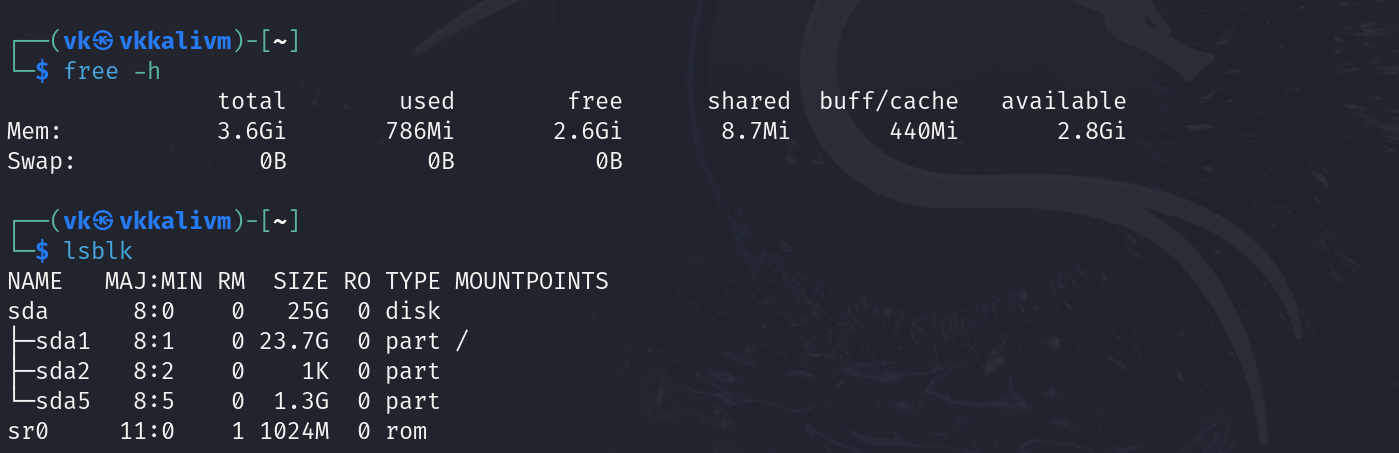 ┌──(vk㉿vkkalivm)-[~]
└─$ free -h
               total        used        free      shared  buff/cache   available
Mem:           3.6Gi       786Mi       2.6Gi       8.7Mi       440Mi       2.8Gi
Swap:             0B          0B          0B
┌──(vk㉿vkkalivm)-[~]
└─$ lsblk
NAME   MAJ:MIN RM  SIZE RO TYPE MOUNTPOINTS
sda      8:0    0   25G  0 disk
├─sda1   8:1    0 23.7G  0 part /
├─sda2   8:2    0    1K  0 part
└─sda5   8:5    0  1.3G  0 part
sr0     11:0    1 1024M  0 rom